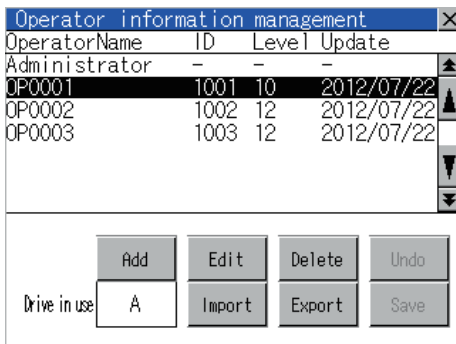 Operator information management
OperatorName ID Level Update
Administrator - - -
OP0001 1001 10 2012/07/22
OP0002 1002 12 2012/07/22
OP0003 1003 12 2012/07/22
Add Edit Delete Undo
Drive in use A Import Export Save